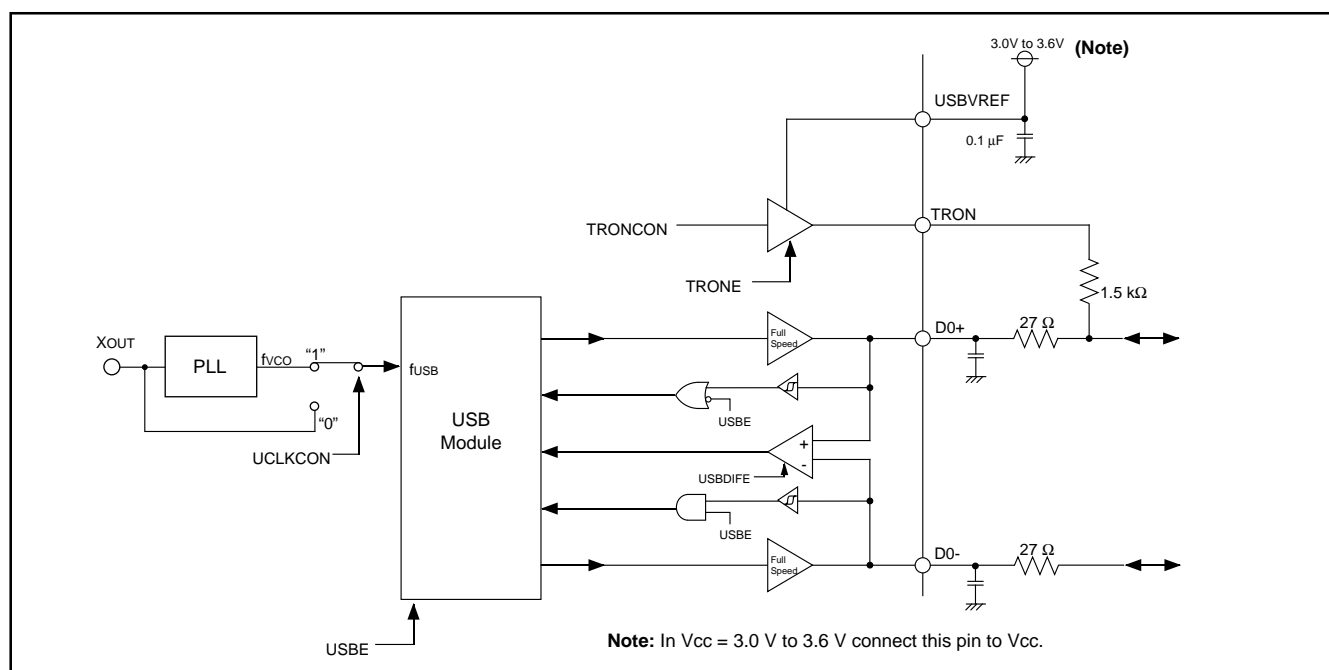 3.0V to 3.6V (Note)
USBVREF
0.1 μF
TRON
TRONCON
TRONE
1.5 kΩ
XOUT
PLL
fVCO
"1"
"0"
UCLKCON
fUSB
USB
Module
USBE
Full
Speed
D0+
27 Ω
USBE
+
-
USBDIFE
USBE
Full
Speed
D0-
27 Ω
Note: In Vcc = 3.0 V to 3.6 V connect this pin to Vcc.